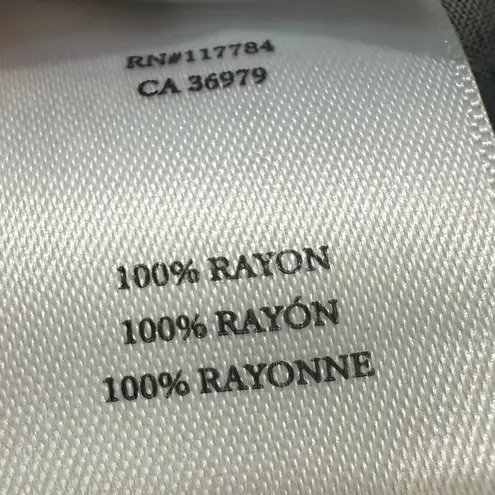 RN#117784
CA 36979
100% RAYON
100% RAYÓN
100% RAYONNE